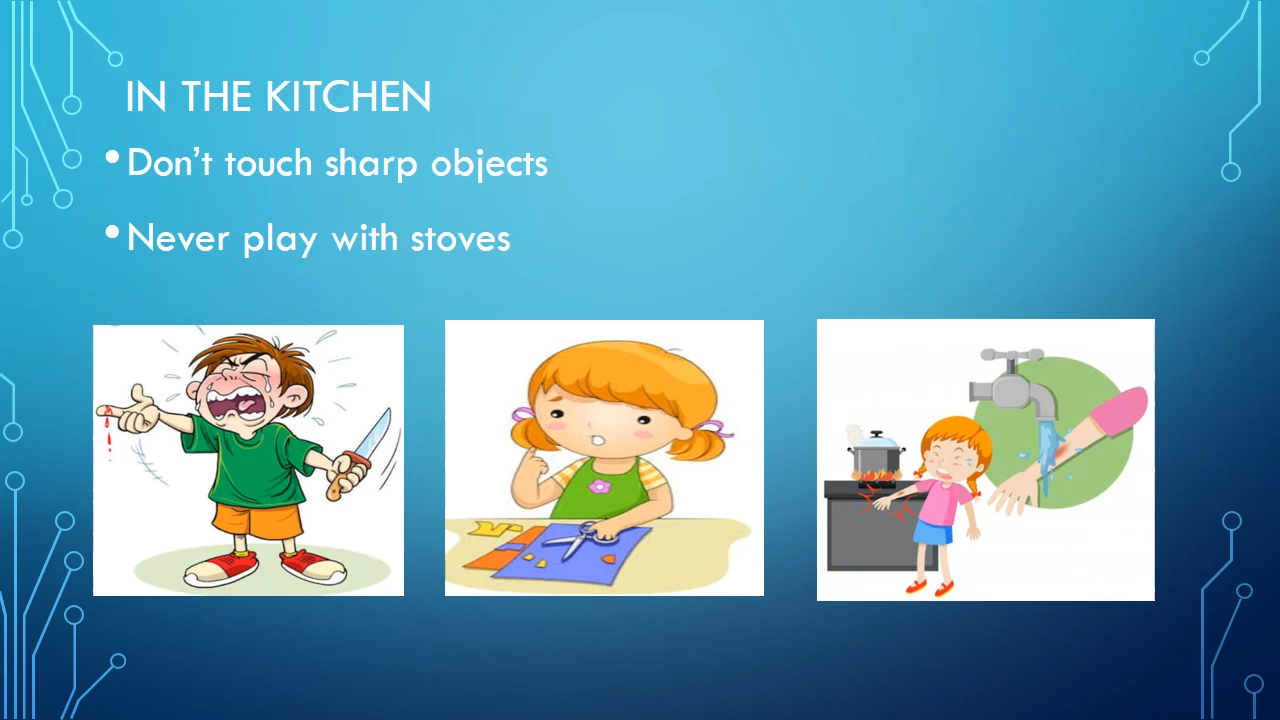 IN THE KITCHEN
•Don’t touch sharp objects
•Never play with stoves